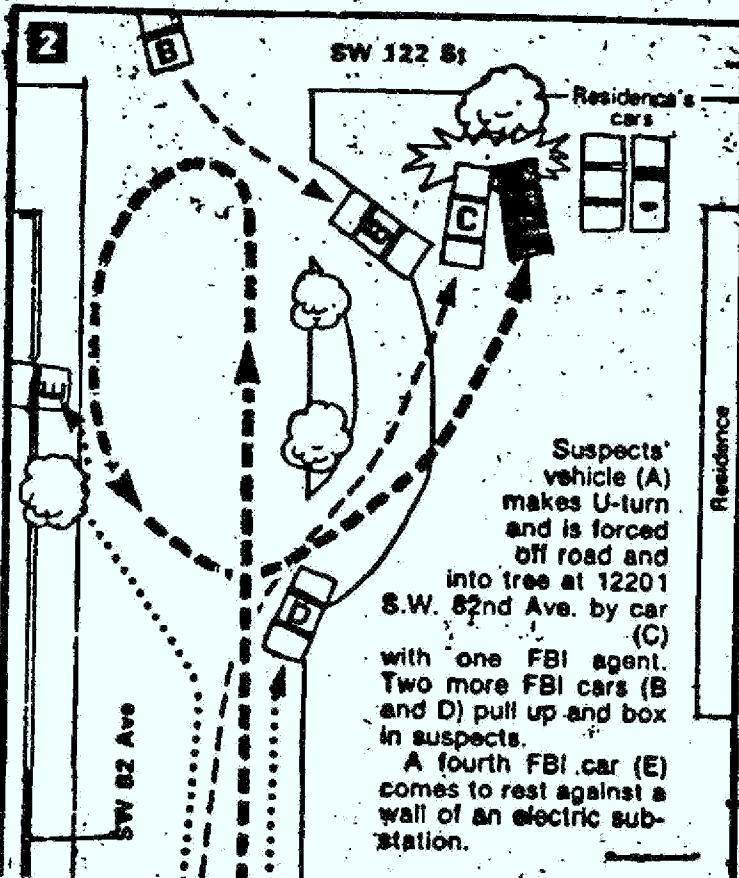 2
B
SW 122 St
Residence's
cars
B
C
E
D
Residence
SW 82 Ave
Suspects'
vehicle (A)
makes U-turn
and is forced
off road and
into tree at 12201
S.W. 82nd Ave. by car
(C)
with one FBI agent.
Two more FBI cars (B
and D) pull up and box
in suspects.
A fourth FBI car (E)
comes to rest against a
wall of an electric sub-
station.